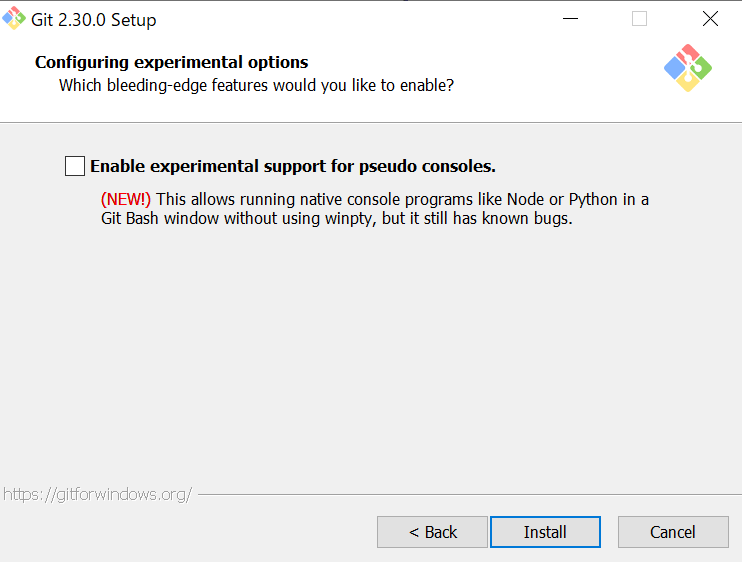 Git 2.30.0 Setup
Configuring experimental options
Which bleeding-edge features would you like to enable?
Enable experimental support for pseudo consoles.
(NEW!) This allows running native console programs like Node or Python in a
Git Bash window without using winpty, but it still has known bugs.
https://gitforwindows.org/
< Back
Install
Cancel